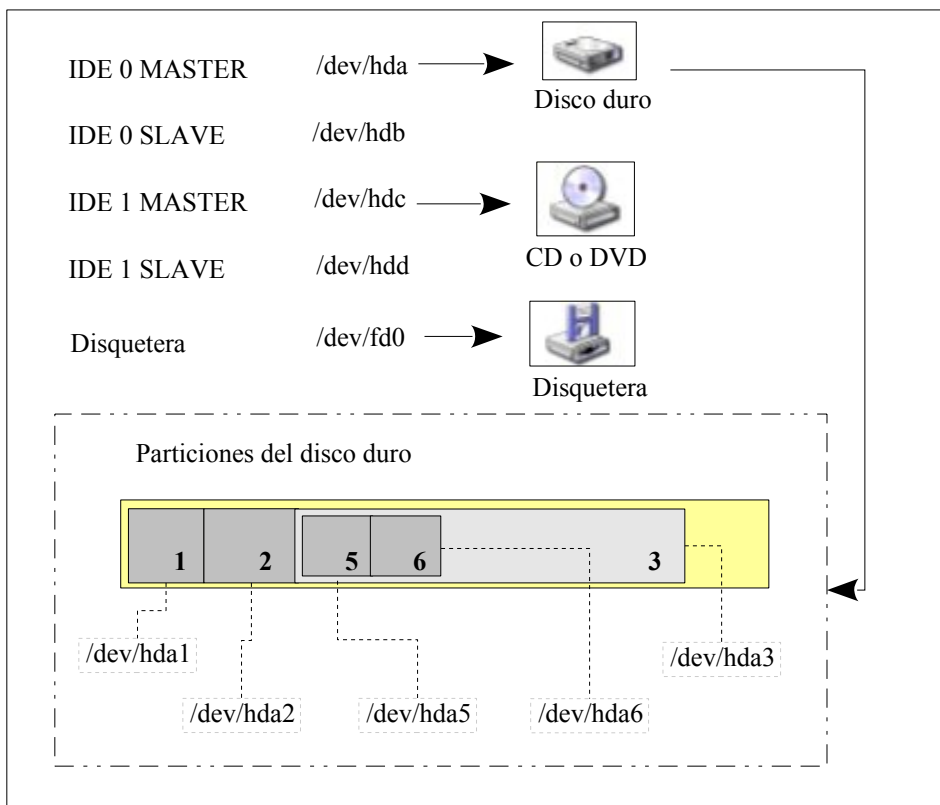 IDE 0 MASTER /dev/hda
Disco duro
IDE 0 SLAVE /dev/hdb
IDE 1 MASTER /dev/hdc
CD o DVD
IDE 1 SLAVE /dev/hdd
Disquetera /dev/fd0
Disquetera
Particiones del disco duro
1 2 5 6 3
/dev/hda1 /dev/hda3
/dev/hda2 /dev/hda5 /dev/hda6